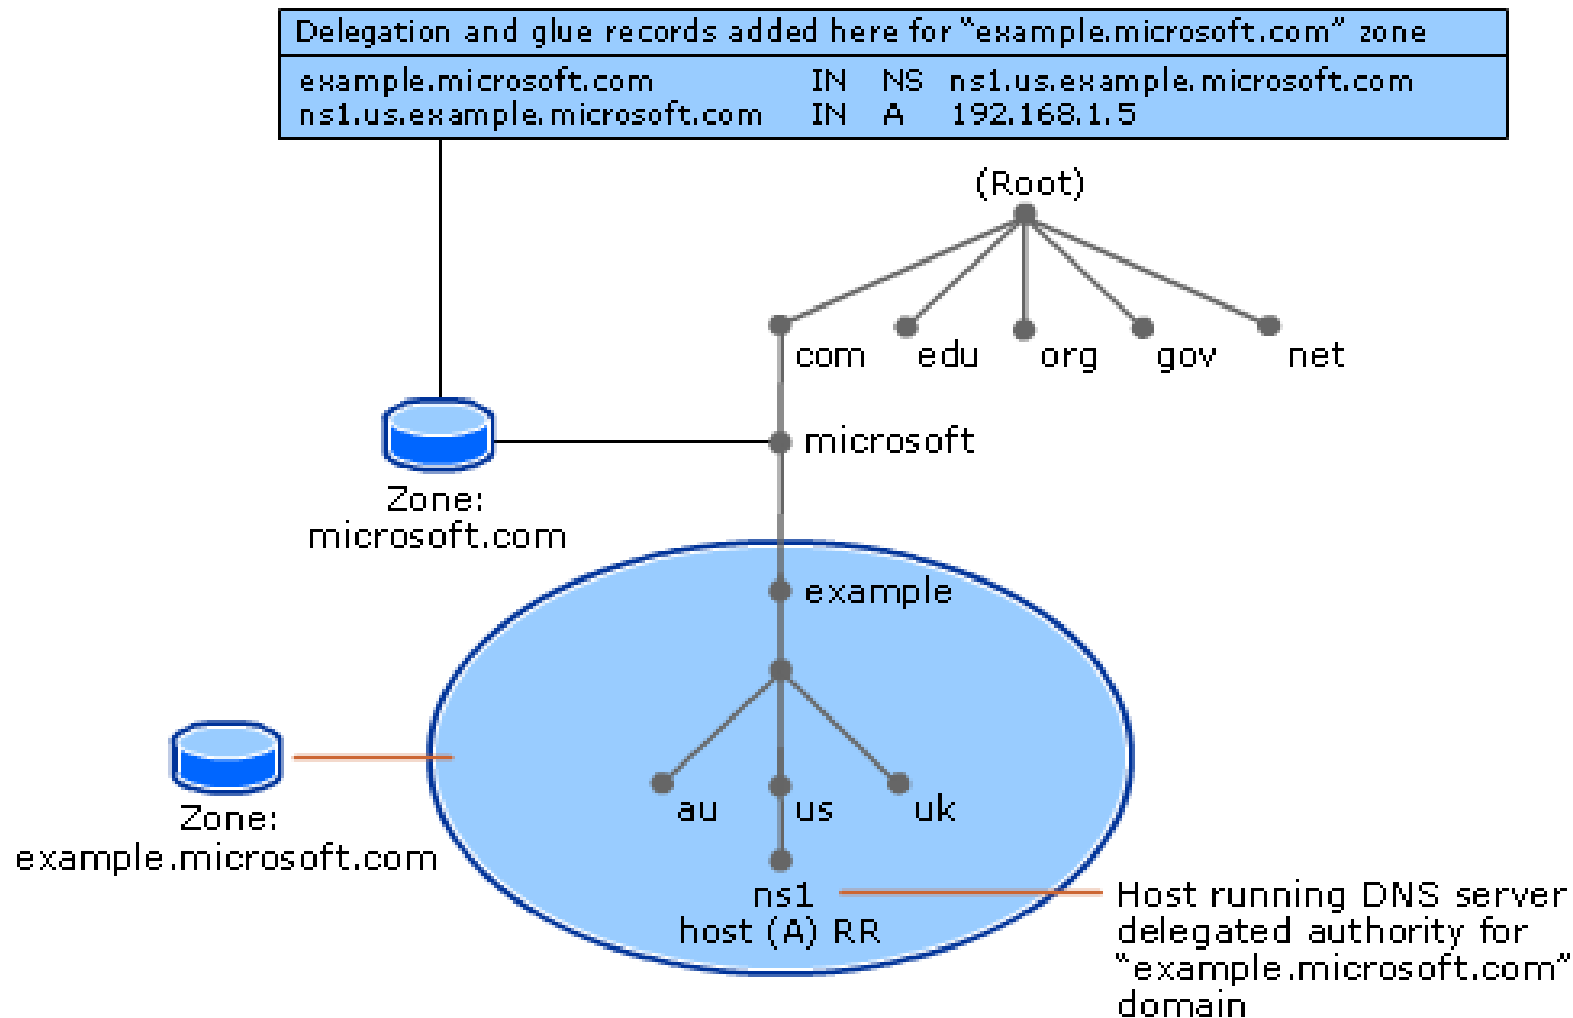 Delegation and glue records added here for "example.microsoft.com" zone
example.microsoft.com IN NS ns1.us.example.microsoft.com
ns1.us.example.microsoft.com IN A 192.168.1.5
(Root)
com edu org gov net
microsoft
Zone:
microsoft.com
example
au us uk
Zone:
example.microsoft.com
ns1
host (A) RR
Host running DNS server
delegated authority for
"example.microsoft.com"
domain